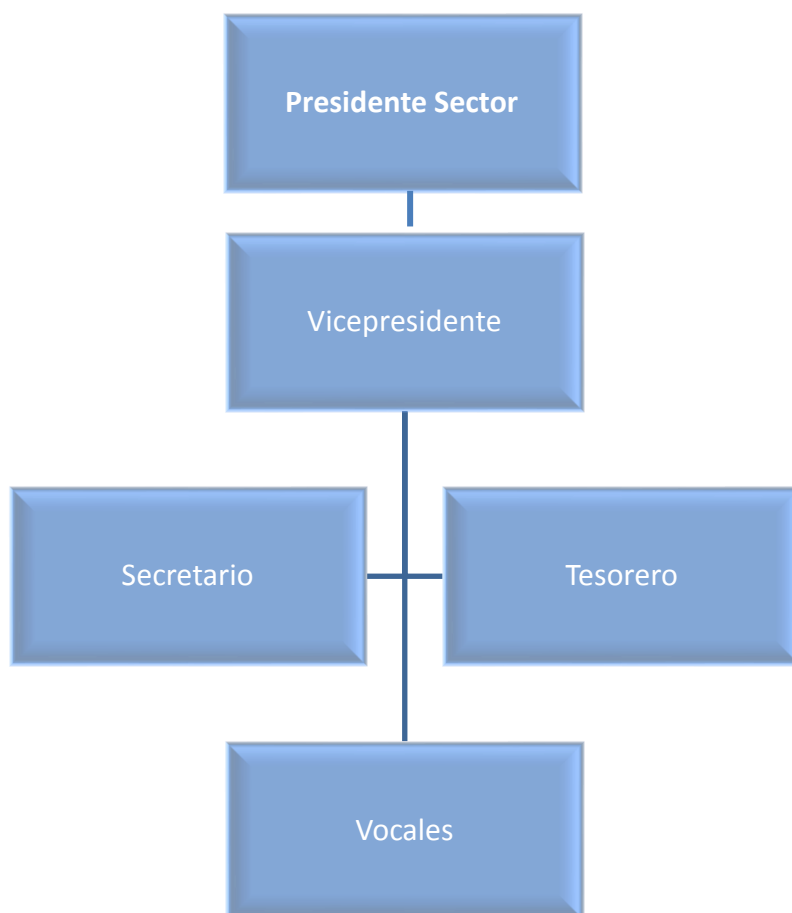 Presidente Sector
Vicepresidente
Secretario
Tesorero
Vocales